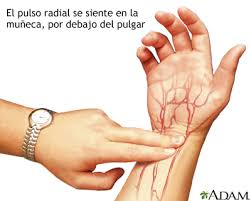 El pulso radial se siente en la
muñeca, por debajo del pulgar
ADAM